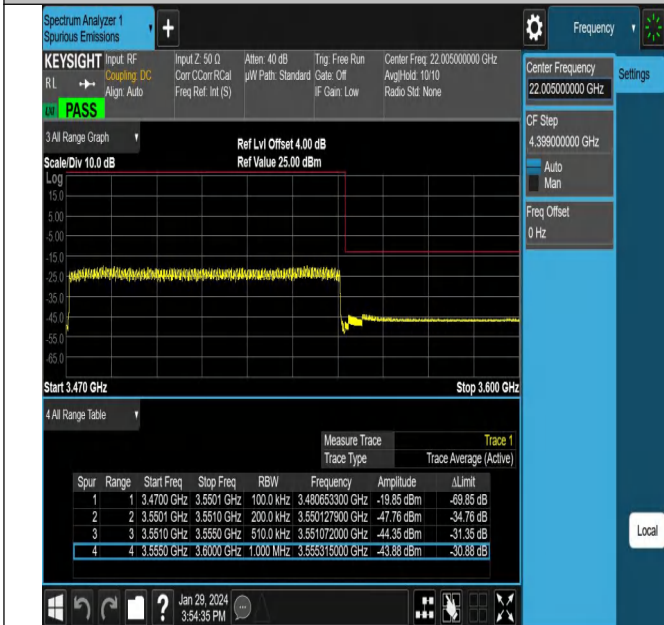 Spectrum Analyzer 1
Spurious Emissions
+
Frequency
KEYSIGHT
RL
Input: RF
Coupling: DC
Align: Auto
Input Z: 50 Ω
Corr CCorr RCal
Freq Ref: Int (S)
Atten: 40 dB
µW Path: Standard
Trig: Free Run
Gate: Off
IF Gain: Low
Center Freq: 22.005000000 GHz
Avg|Hold: 10/10
Radio Std: None
PASS
Center Frequency
22.005000000 GHz
Settings
CF Step
4.399000000 GHz
Auto
Man
Freq Offset
0 Hz
3 All Range Graph
Ref Lvl Offset 4.00 dB
Scale/Div 10.0 dB
Ref Value 25.00 dBm
Log
15.0
5.00
-5.00
-15.0
-25.0
-35.0
-45.0
-55.0
-65.0
Start 3.470 GHz
Stop 3.600 GHz
4 All Range Table
Measure Trace Trace 1
Trace Type Trace Average (Active)
Spur Range Start Freq Stop Freq RBW Frequency Amplitude ΔLimit
1 1 3.4700 GHz 3.5501 GHz 100.0 kHz 3.480653300 GHz -19.85 dBm -69.85 dB
2 2 3.5501 GHz 3.5510 GHz 200.0 kHz 3.550127900 GHz -47.76 dBm -34.76 dB
3 3 3.5510 GHz 3.5550 GHz 510.0 kHz 3.551072000 GHz -44.35 dBm -31.35 dB
4 4 3.5550 GHz 3.6000 GHz 1.000 MHz 3.555315000 GHz -43.88 dBm -30.88 dB
Local
?
Jan 29, 2024
3:54:35 PM